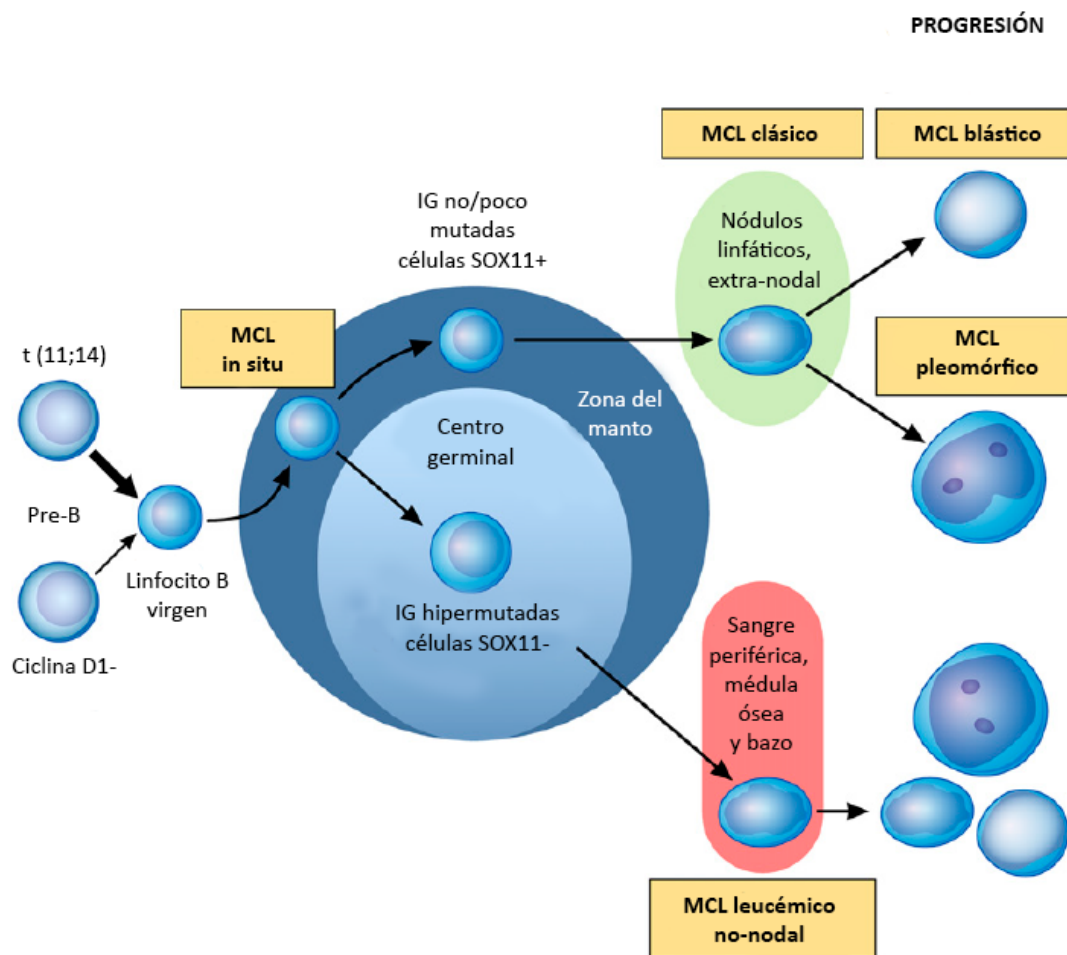 PROGRESIÓN
MCL clásico
MCL blástico
IG no/poco
mutadas
células SOX11+
Nódulos
linfáticos,
extra-nodal
MCL
in situ
MCL
pleomórfico
t (11;14)
Zona del
manto
Centro
germinal
Pre-B
Linfocito B
virgen
IG hipermutadas
células SOX11-
Ciclina D1-
Sangre
periférica,
médula
ósea
y bazo
MCL leucémico
no-nodal